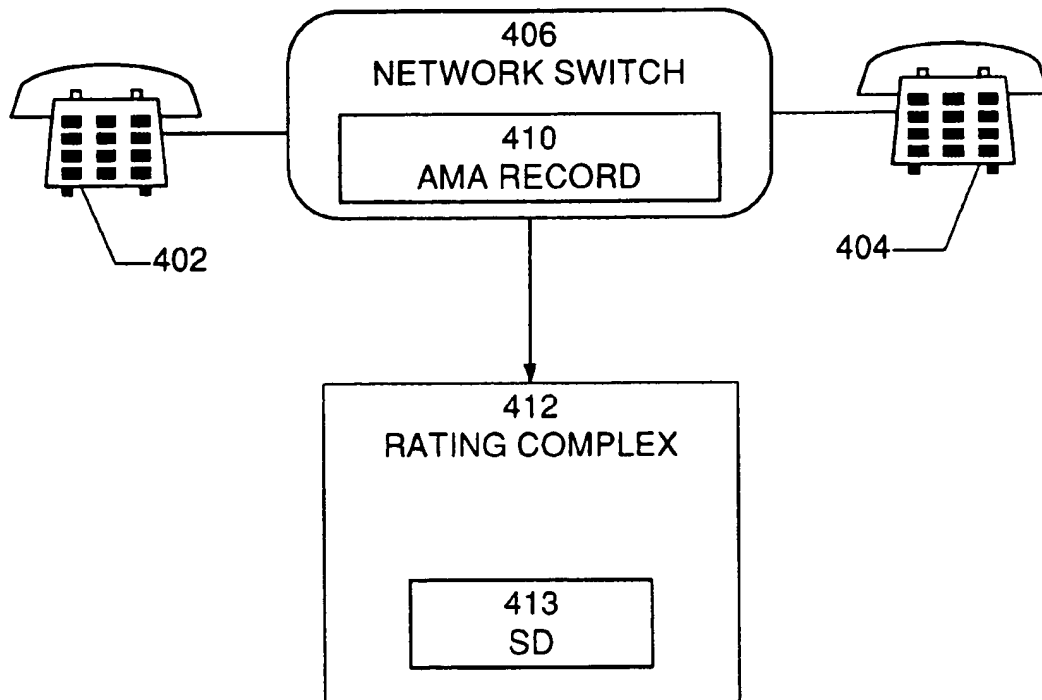 406
NETWORK SWITCH
410
AMA RECORD
402
404
412
RATING COMPLEX
413
SD